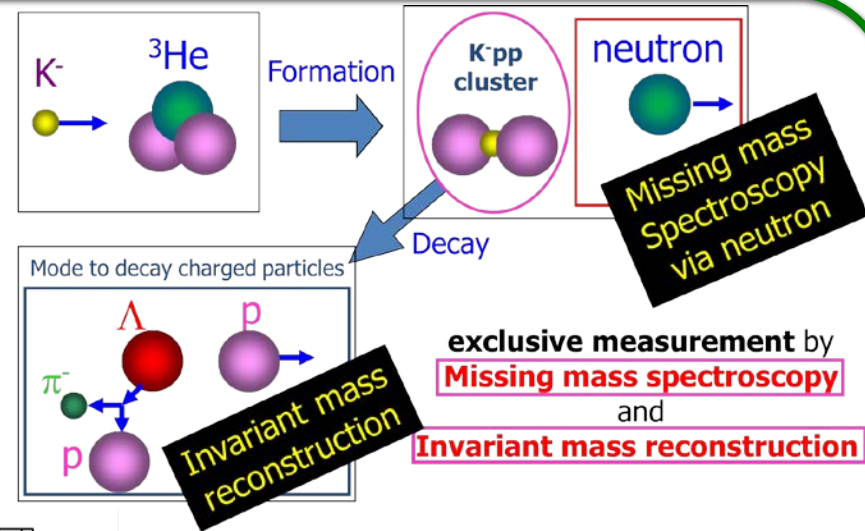 K-
³He
Formation
K-pp
cluster
neutron
Missing mass
Spectroscopy
via neutron
Decay
Mode to decay charged particles
Λ
p
π-
p
Invariant mass
reconstruction
exclusive measurement by
Missing mass spectroscopy
and
Invariant mass reconstruction